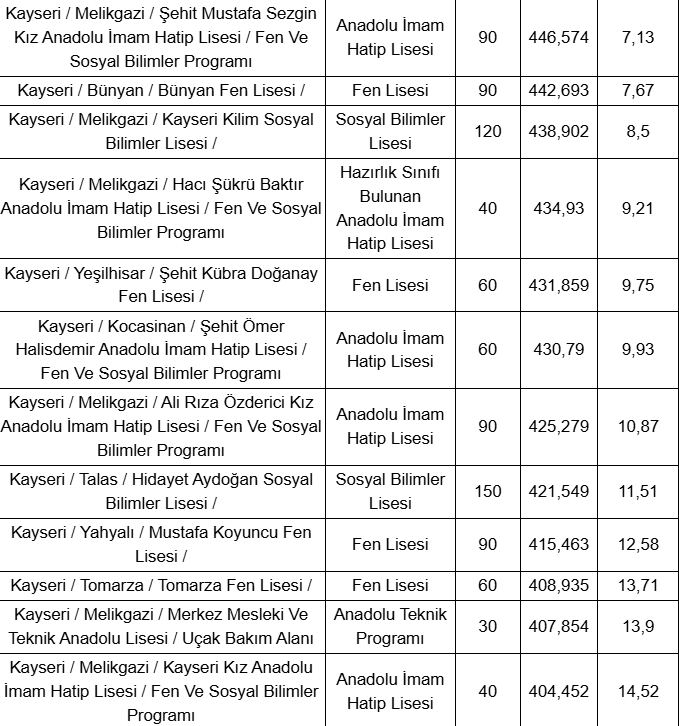 Kayseri / Melikgazi / Şehit Mustafa Sezgin
Kız Anadolu İmam Hatip Lisesi / Fen Ve
Sosyal Bilimler Programı
Anadolu İmam
Hatip Lisesi
90
446,574
7,13
Kayseri / Bünyan / Bünyan Fen Lisesi /
Fen Lisesi
90
442,693
7,67
Kayseri / Melikgazi / Kayseri Kilim Sosyal
Bilimler Lisesi /
Sosyal Bilimler
Lisesi
120
438,902
8,5
Kayseri / Melikgazi / Hacı Şükrü Baktır
Anadolu İmam Hatip Lisesi / Fen Ve Sosyal
Bilimler Programı
Hazırlık Sınıfı
Bulunan
Anadolu İmam
Hatip Lisesi
40
434,93
9,21
Kayseri / Yeşilhisar / Şehit Kübra Doğanay
Fen Lisesi /
Fen Lisesi
60
431,859
9,75
Kayseri / Kocasinan / Şehit Ömer
Halisdemir Anadolu İmam Hatip Lisesi /
Fen Ve Sosyal Bilimler Programı
Anadolu İmam
Hatip Lisesi
60
430,79
9,93
Kayseri / Melikgazi / Ali Rıza Özderici Kız
Anadolu İmam Hatip Lisesi / Fen Ve Sosyal
Bilimler Programı
Anadolu İmam
Hatip Lisesi
90
425,279
10,87
Kayseri / Talas / Hidayet Aydoğan Sosyal
Bilimler Lisesi /
Sosyal Bilimler
Lisesi
150
421,549
11,51
Kayseri / Yahyalı / Mustafa Koyuncu Fen
Lisesi /
Fen Lisesi
90
415,463
12,58
Kayseri / Tomarza / Tomarza Fen Lisesi /
Fen Lisesi
60
408,935
13,71
Kayseri / Melikgazi / Merkez Mesleki Ve
Teknik Anadolu Lisesi / Uçak Bakım Alanı
Anadolu Teknik
Programı
30
407,854
13,9
Kayseri / Melikgazi / Kayseri Kız Anadolu
İmam Hatip Lisesi / Fen Ve Sosyal Bilimler
Programı
Anadolu İmam
Hatip Lisesi
40
404,452
14,52